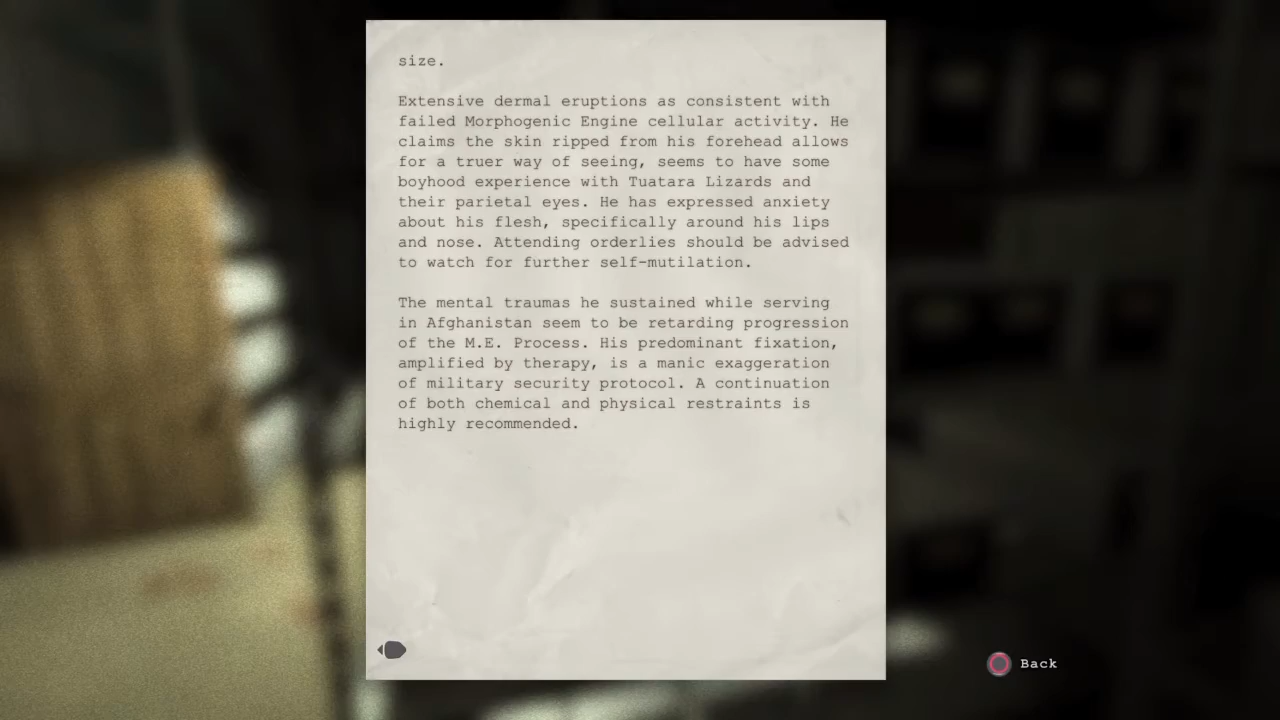 size.
Extensive dermal eruptions as consistent with
failed Morphogenic Engine cellular activity. He
claims the skin ripped from his forehead allows
for a truer way of seeing, seems to have some
boyhood experience with Tuatara Lizards and
their parietal eyes. He has expressed anxiety
about his flesh, specifically around his lips
and nose. Attending orderlies should be advised
to watch for further self-mutilation.
The mental traumas he sustained while serving
in Afghanistan seem to be retarding progression
of the M.E. Process. His predominant fixation,
amplified by therapy, is a manic exaggeration
of military security protocol. A continuation
of both chemical and physical restraints is
highly recommended.
Back